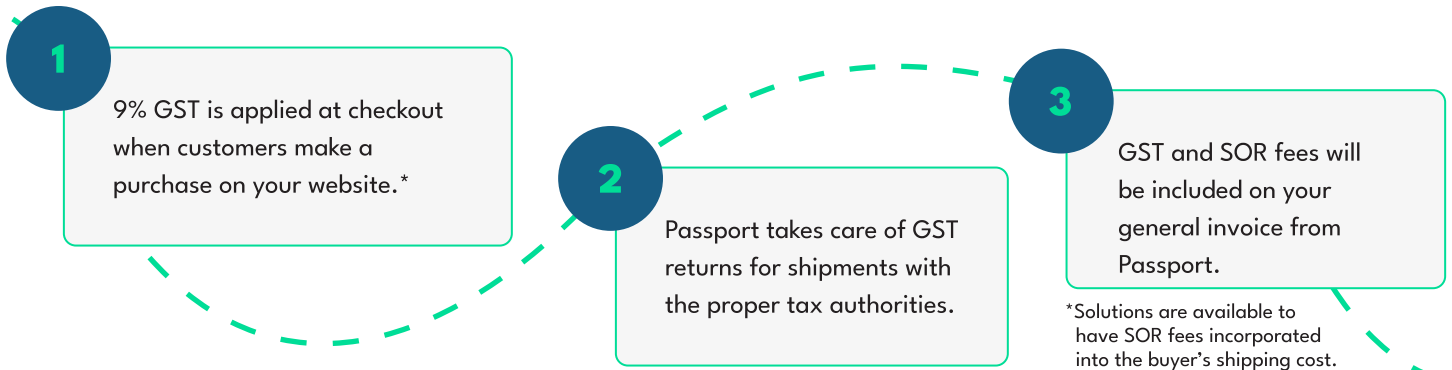 1
9% GST is applied at checkout
when customers make a
purchase on your website.*
2
Passport takes care of GST
returns for shipments with
the proper tax authorities.
3
GST and SOR fees will
be included on your
general invoice from
Passport.
*Solutions are available to
have SOR fees incorporated
into the buyer’s shipping cost.